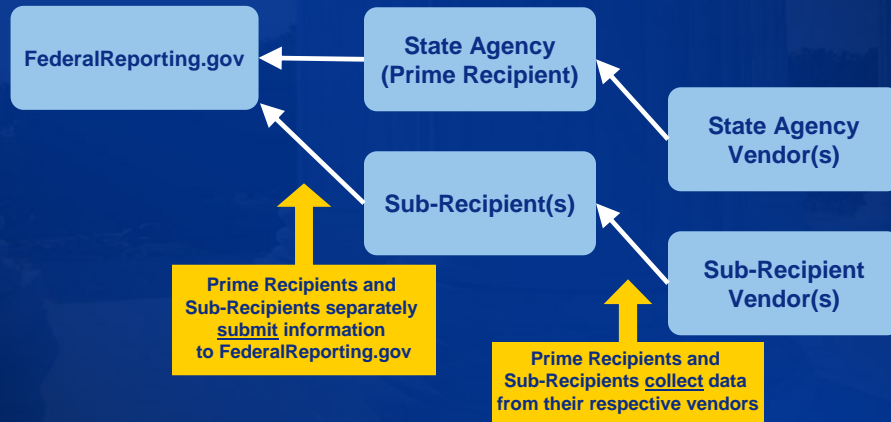 FederalReporting.gov
State Agency
(Prime Recipient)
State Agency
Vendor(s)
Sub-Recipient(s)
Sub-Recipient
Vendor(s)
Prime Recipients and
Sub-Recipients separately
submit information
to FederalReporting.gov
Prime Recipients and
Sub-Recipients collect data
from their respective vendors